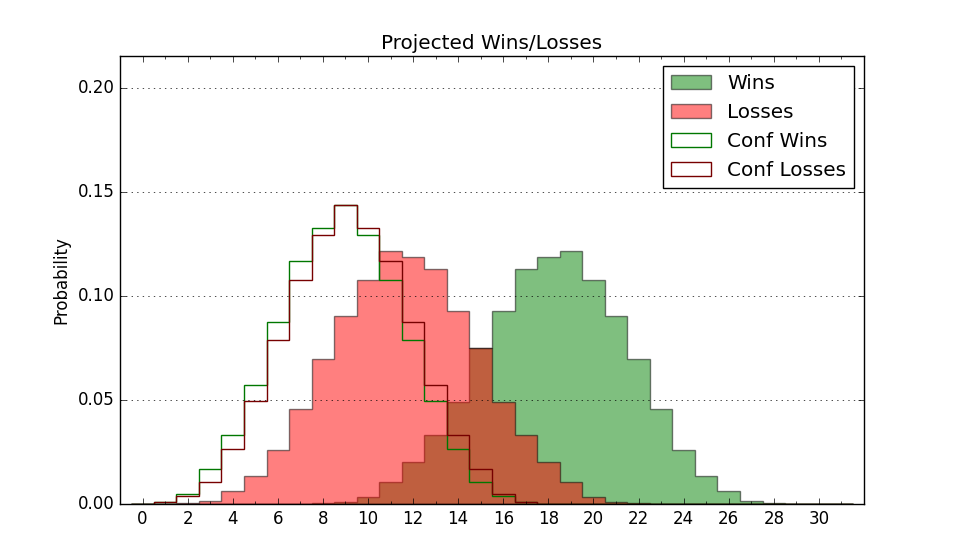 Projected Wins/Losses
Probability
0.20
0.15
0.10
0.05
0.00
Wins
Losses
Conf Wins
Conf Losses
0 2 4 6 8 10 12 14 16 18 20 22 24 26 28 30